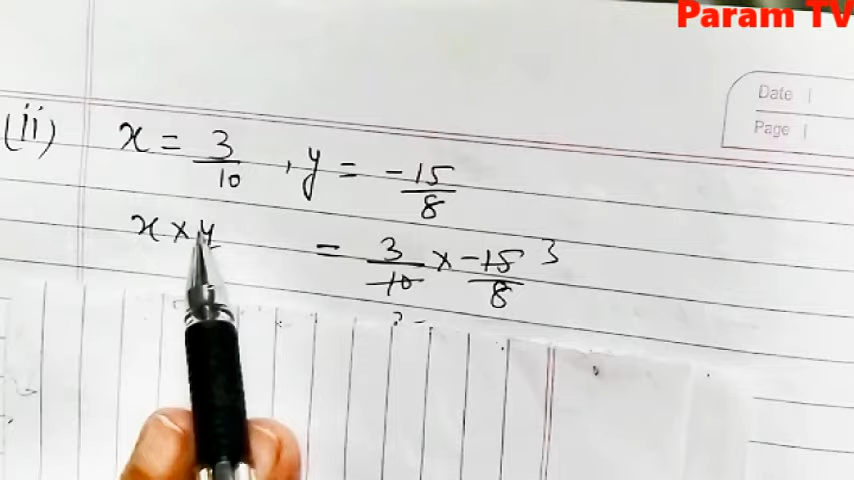 Param TV
Date
Page
(ii) x = 3/10 , y = -15/8
x × y = 3/10 × -15/8 3